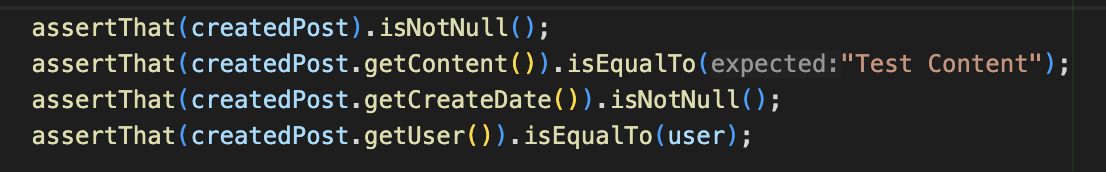 assertThat(createdPost).isNotNull();
assertThat(createdPost.getContent()).isEqualTo(expected:"Test Content");
assertThat(createdPost.getCreateDate()).isNotNull();
assertThat(createdPost.getUser()).isEqualTo(user);